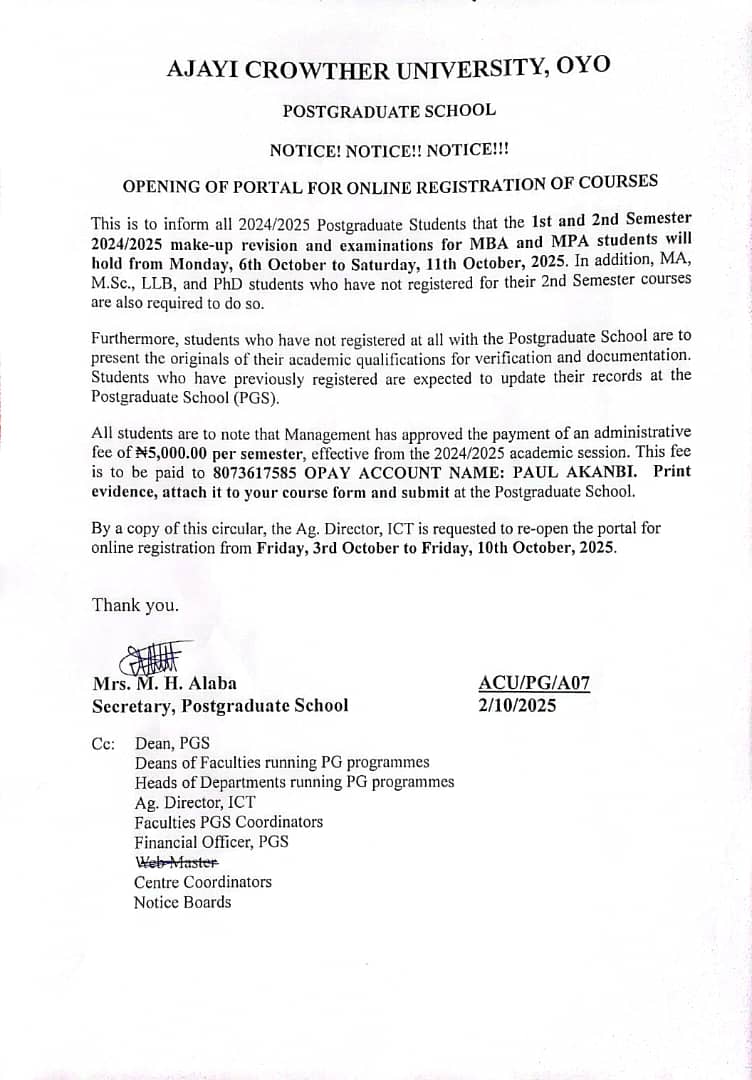 AJAYI CROWTHER UNIVERSITY, OYO
POSTGRADUATE SCHOOL
NOTICE! NOTICE!! NOTICE!!!
OPENING OF PORTAL FOR ONLINE REGISTRATION OF COURSES
This is to inform all 2024/2025 Postgraduate Students that the 1st and 2nd Semester
2024/2025 make-up revision and examinations for MBA and MPA students will
hold from Monday, 6th October to Saturday, 11th October, 2025. In addition, MA,
M.Sc., LLB, and PhD students who have not registered for their 2nd Semester courses
are also required to do so.
Furthermore, students who have not registered at all with the Postgraduate School are to
present the originals of their academic qualifications for verification and documentation.
Students who have previously registered are expected to update their records at the
Postgraduate School (PGS).
All students are to note that Management has approved the payment of an administrative
fee of ₦5,000.00 per semester, effective from the 2024/2025 academic session. This fee
is to be paid to 8073617585 OPAY ACCOUNT NAME: PAUL AKANBI. Print
evidence, attach it to your course form and submit at the Postgraduate School.
By a copy of this circular, the Ag. Director, ICT is requested to re-open the portal for
online registration from Friday, 3rd October to Friday, 10th October, 2025.
Thank you.
Mrs. M. H. Alaba
ACU/PG/A07
Secretary, Postgraduate School
2/10/2025
Cc: Dean, PGS
Deans of Faculties running PG programmes
Heads of Departments running PG programmes
Ag. Director, ICT
Faculties PGS Coordinators
Financial Officer, PGS
Web Master
Centre Coordinators
Notice Boards